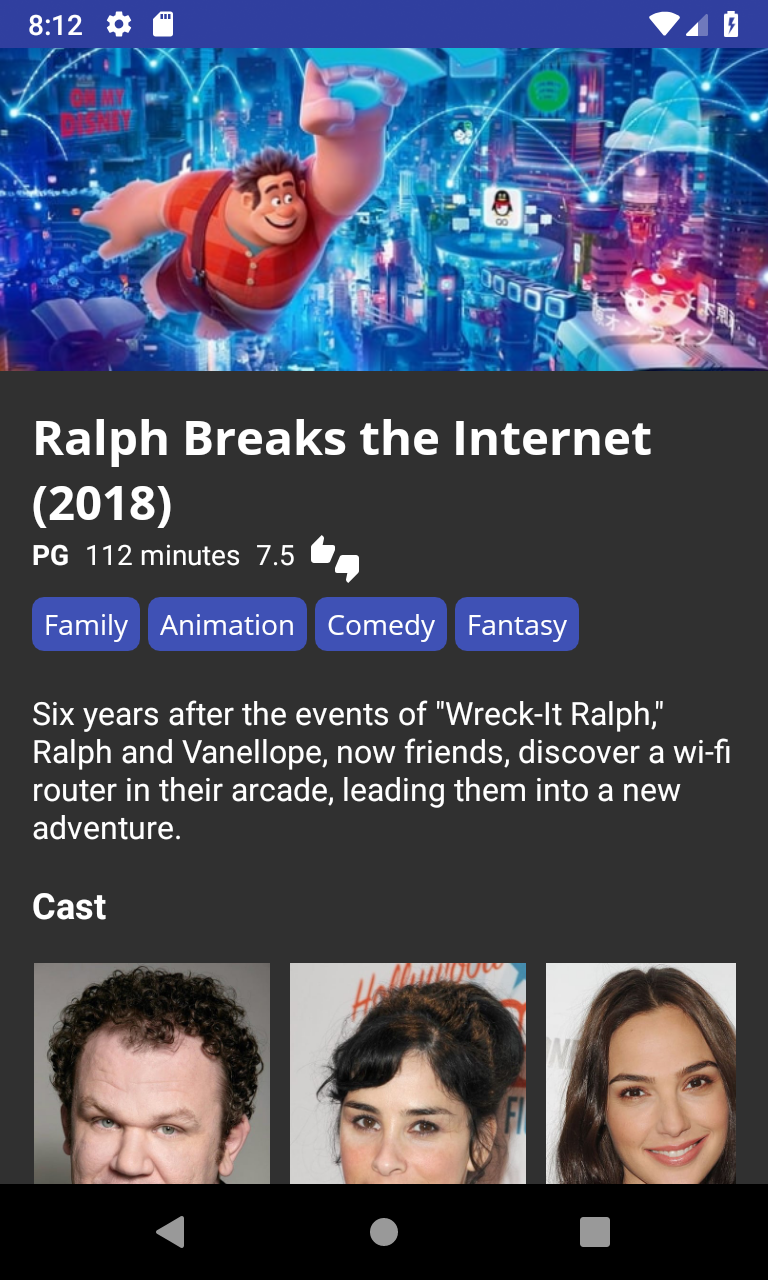 8:12
OH MY
DISNEY
QQ
Ralph Breaks the Internet
(2018)
PG 112 minutes 7.5
Family Animation Comedy Fantasy
Six years after the events of "Wreck-It Ralph,"
Ralph and Vanellope, now friends, discover a wi-fi
router in their arcade, leading them into a new
adventure.
Cast
Hollywood